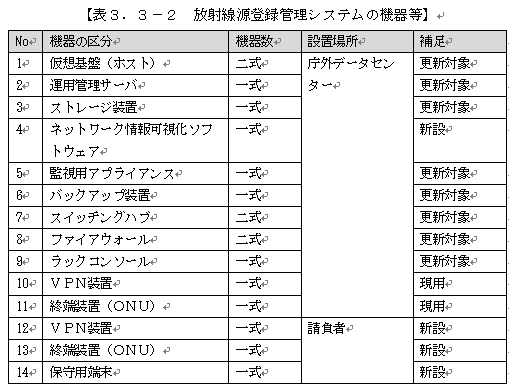 【表３．３－２　放射線源登録管理システムの機器等】
No 機器の区分 機器数 設置場所 補足
1 仮想基盤（ホスト） 二式 庁外データセンター 更新対象
2 運用管理サーバ 一式 更新対象
3 ストレージ装置 一式 更新対象
4 ネットワーク情報可視化ソフトウェア 一式 新設
5 監視用アプライアンス 一式 更新対象
6 バックアップ装置 一式 更新対象
7 スイッチングハブ 二式 更新対象
8 ファイアウォール 二式 更新対象
9 ラックコンソール 一式 更新対象
10 ＶＰＮ装置 一式 現用
11 終端装置（ＯＮＵ） 一式 現用
12 ＶＰＮ装置 一式 請負者 新設
13 終端装置（ＯＮＵ） 一式 新設
14 保守用端末 一式 新設